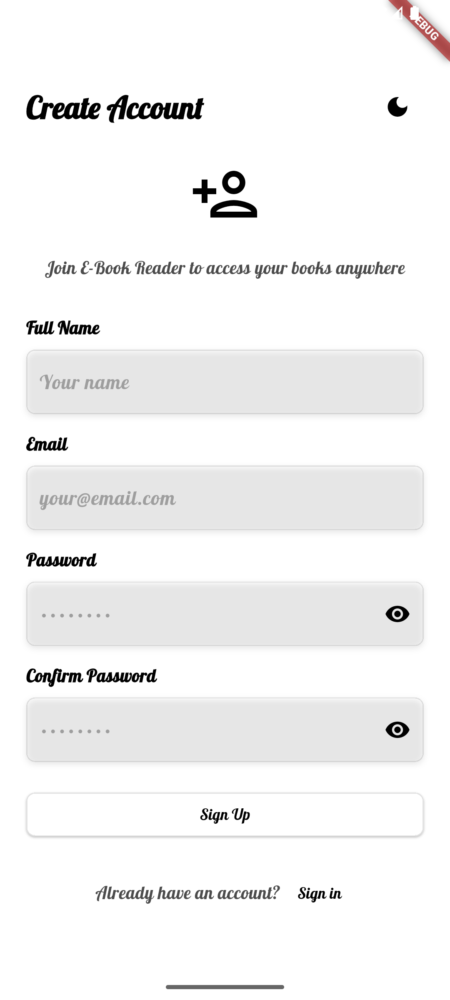 EBUG
Create Account
Join E-Book Reader to access your books anywhere
Full Name
Your name
Email
your@email.com
Password
........
Confirm Password
........
Sign Up
Already have an account? Sign in